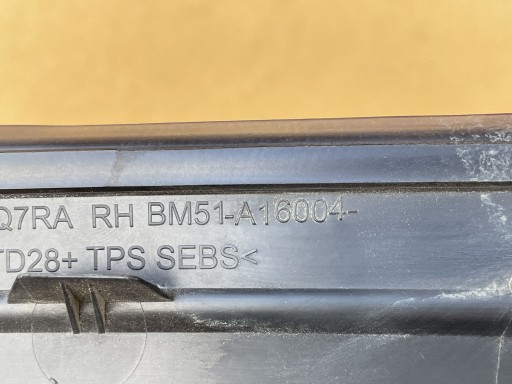 Q7RA RH BM51-A16004-
TD28+ TPS SEBS<